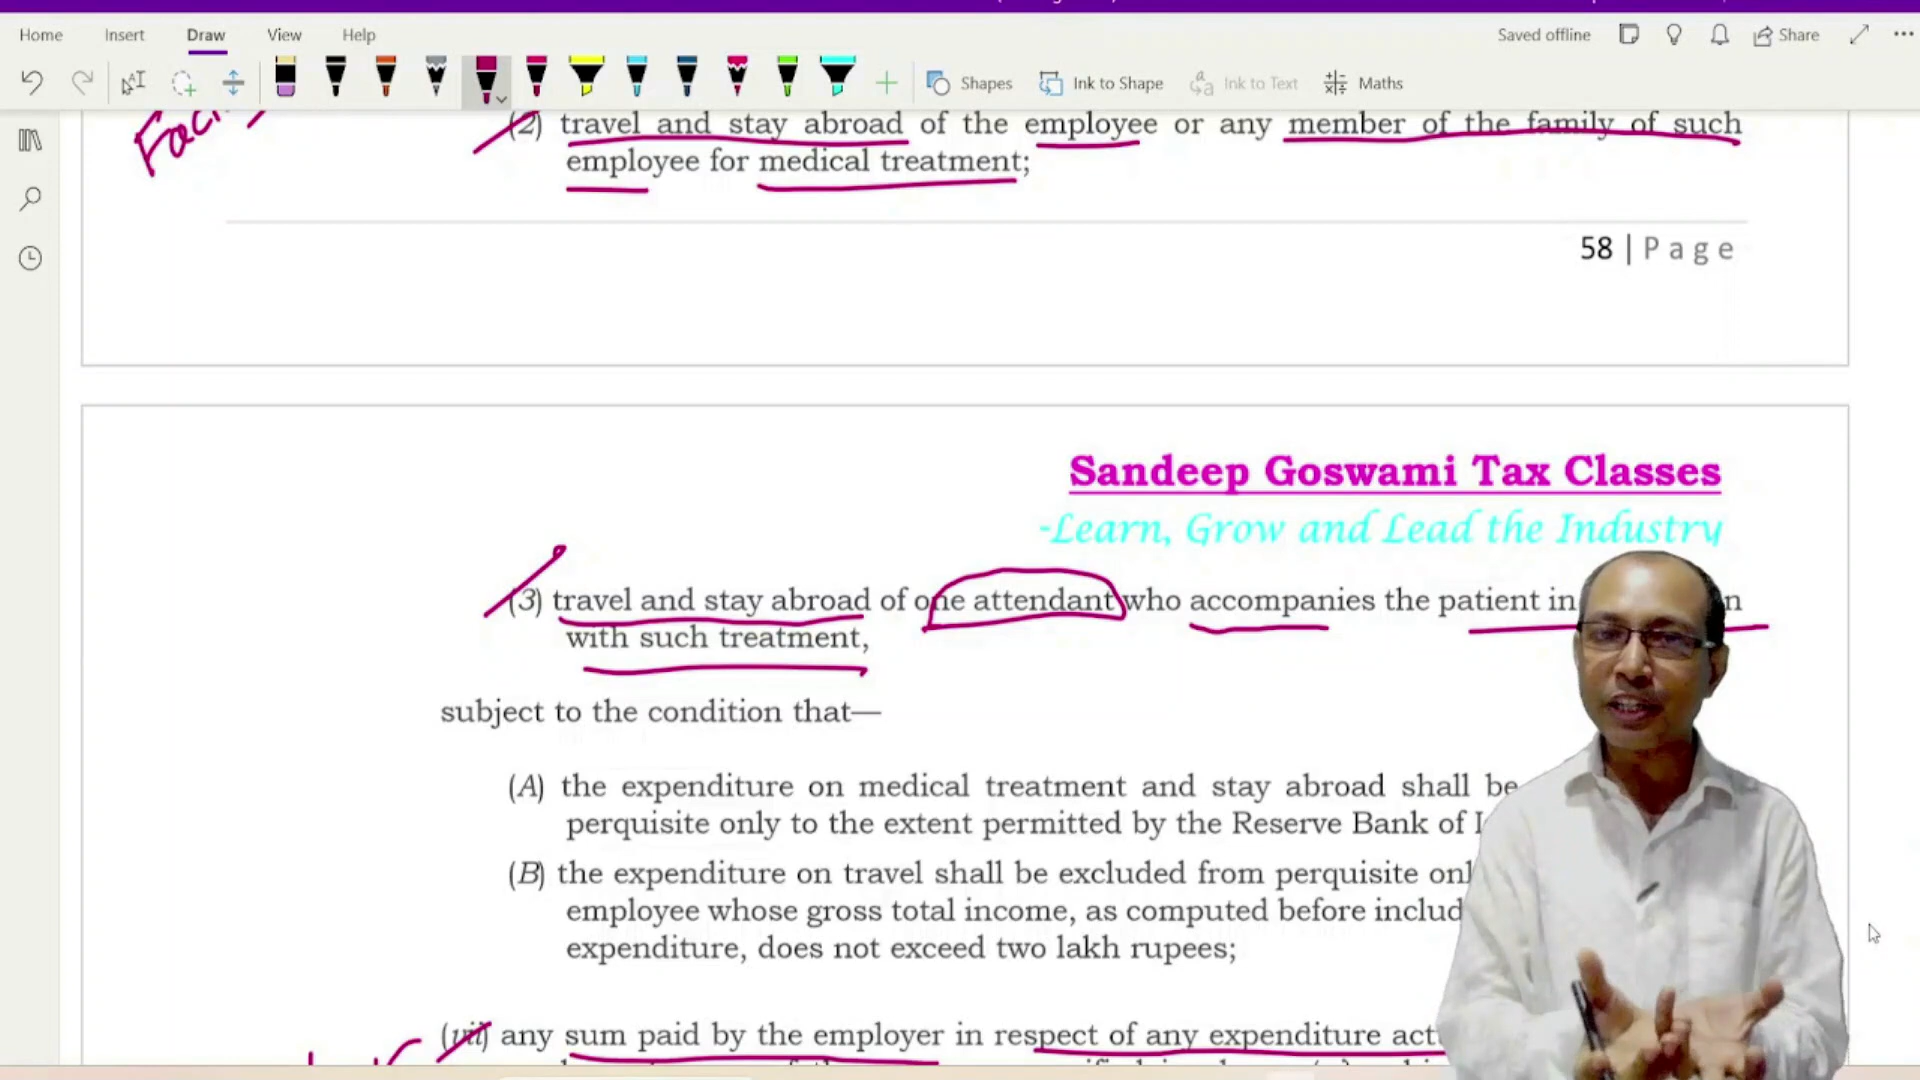 Home Insert Draw View Help Saved offline Share
Ink to Shape Ink to Text Maths Shapes
(2) travel and stay abroad of the employee or any member of the family of such
employee for medical treatment;
58 | Page
Sandeep Goswami Tax Classes
-Learn, Grow and Lead the Industry
(3) travel and stay abroad of one attendant who accompanies the patient in
with such treatment,
subject to the condition that—
(A) the expenditure on medical treatment and stay abroad shall be
perquisite only to the extent permitted by the Reserve Bank of
(B) the expenditure on travel shall be excluded from perquisite
employee whose gross total income, as computed before
expenditure, does not exceed two lakh rupees;
(vii) any sum paid by the employer in respect of any expenditure